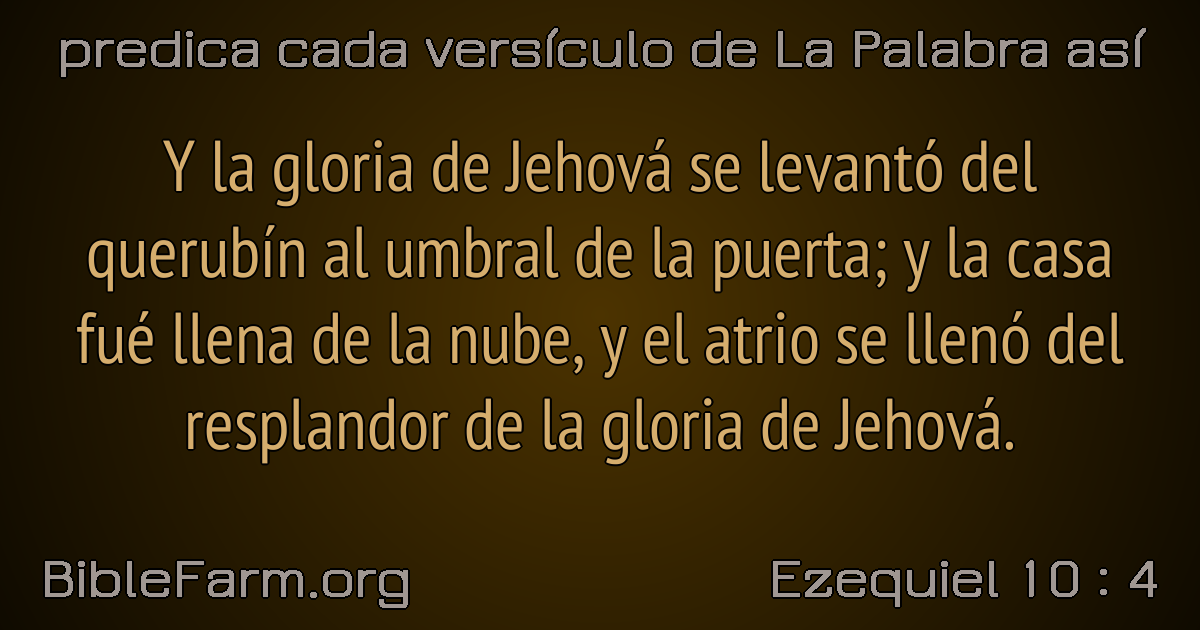 predica cada versículo de La Palabra así
Y la gloria de Jehová se levantó del
querubín al umbral de la puerta; y la casa
fué llena de la nube, y el atrio se llenó del
resplandor de la gloria de Jehová.
BibleFarm.org
Ezequiel 10 : 4